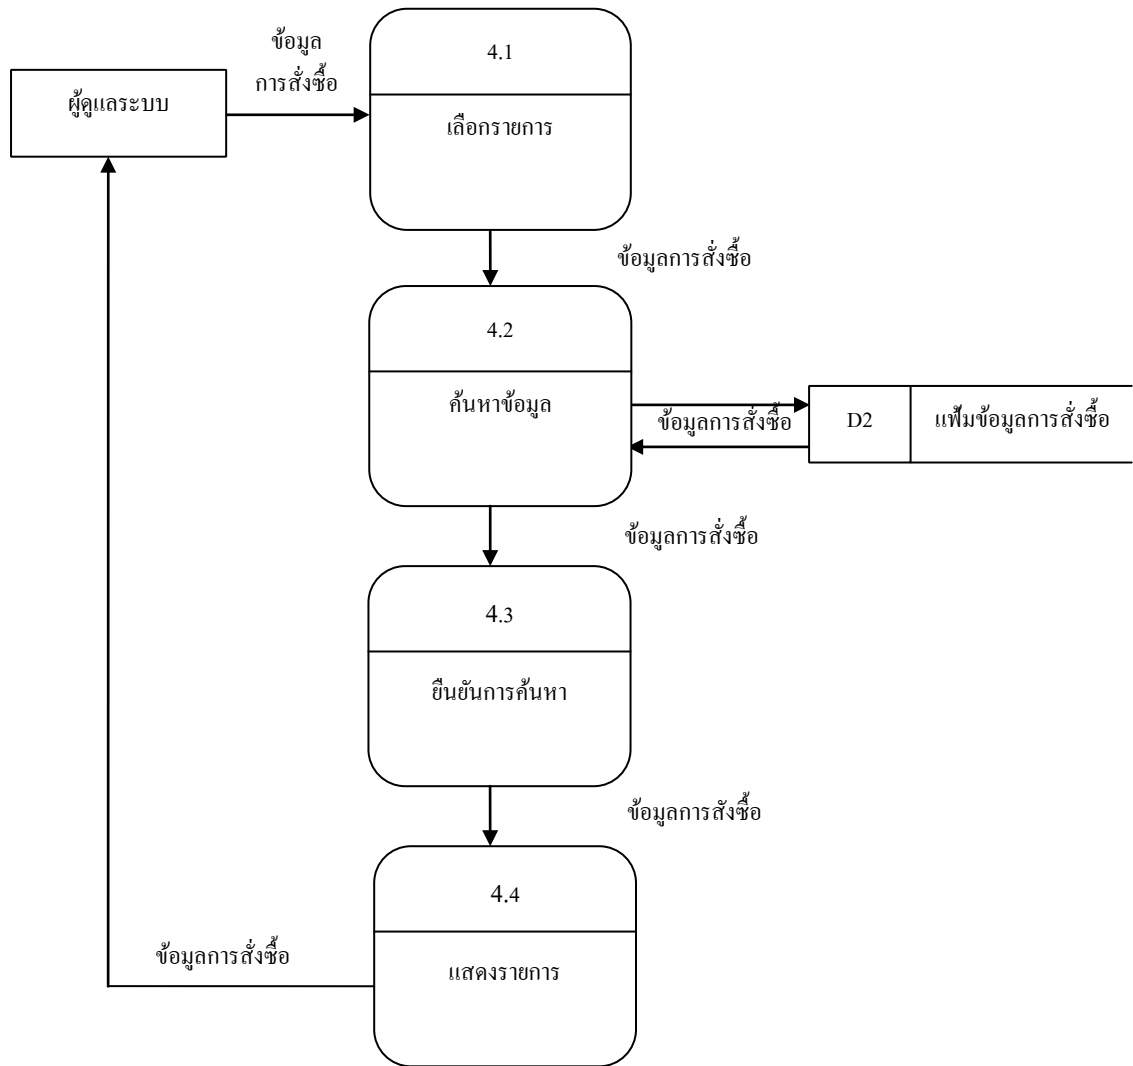 ข้อมูล
การสั่งซื้อ
4.1
ผู้ดูแลระบบ
เลือกรายการ
ข้อมูลการสั่งซื้อ
4.2
ค้นหาข้อมูล
ข้อมูลการสั่งซื้อ
D2
แฟ้มข้อมูลการสั่งซื้อ
ข้อมูลการสั่งซื้อ
4.3
ยืนยันการค้นหา
ข้อมูลการสังซื้อ
4.4
ข้อมูลการสั่งซื้อ
แสดงรายการ